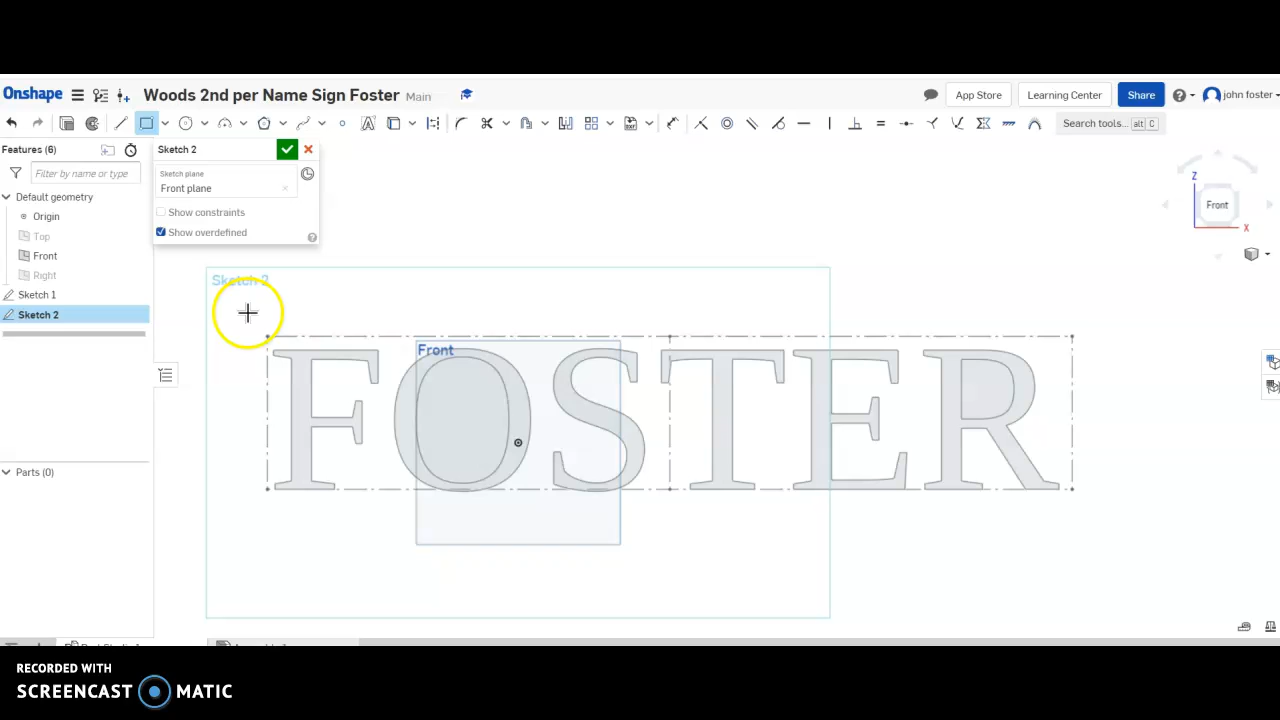 Onshape Woods 2nd per Name Sign Foster Main App Store Learning Center Share john foster
Search tools... alt C
Features (6)
Filter by name or type
Default geometry
Origin
Top
Front
Right
Sketch 1
Sketch 2
Parts (0)
Sketch 2
Sketch plane
Front plane
Show constraints
Show overdefined
Sketch 2
Front
FOSTER
Z
Front
X
RECORDED WITH
SCREENCAST MATIC